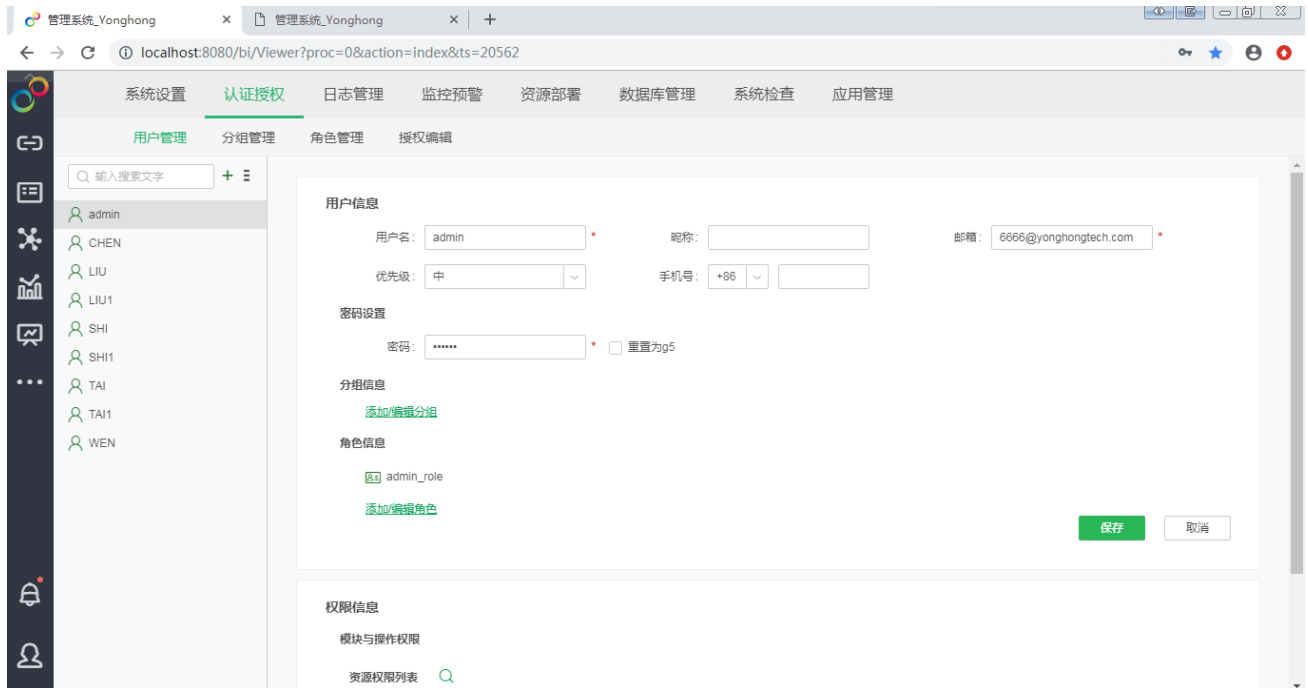 管理系统_Yonghong
管理系统_Yonghong
localhost:8080/bi/Viewer?proc=0&action=index&ts=20562
系统设置 认证授权 日志管理 监控预警 资源部署 数据库管理 系统检查 应用管理
用户管理 分组管理 角色管理 授权编辑
输入搜索文字
admin
CHEN
LIU
LIU1
SHI
SHI1
TAI
TAI1
WEN
用户信息
用户名: admin * 昵称: 邮箱: 6666@yonghongtech.com *
优先级: 中 手机号: +86
密码设置
密码: •••••• * 重置为g5
分组信息
添加/编辑分组
角色信息
admin_role
添加/编辑角色
保存 取消
权限信息
模块与操作权限
资源权限列表